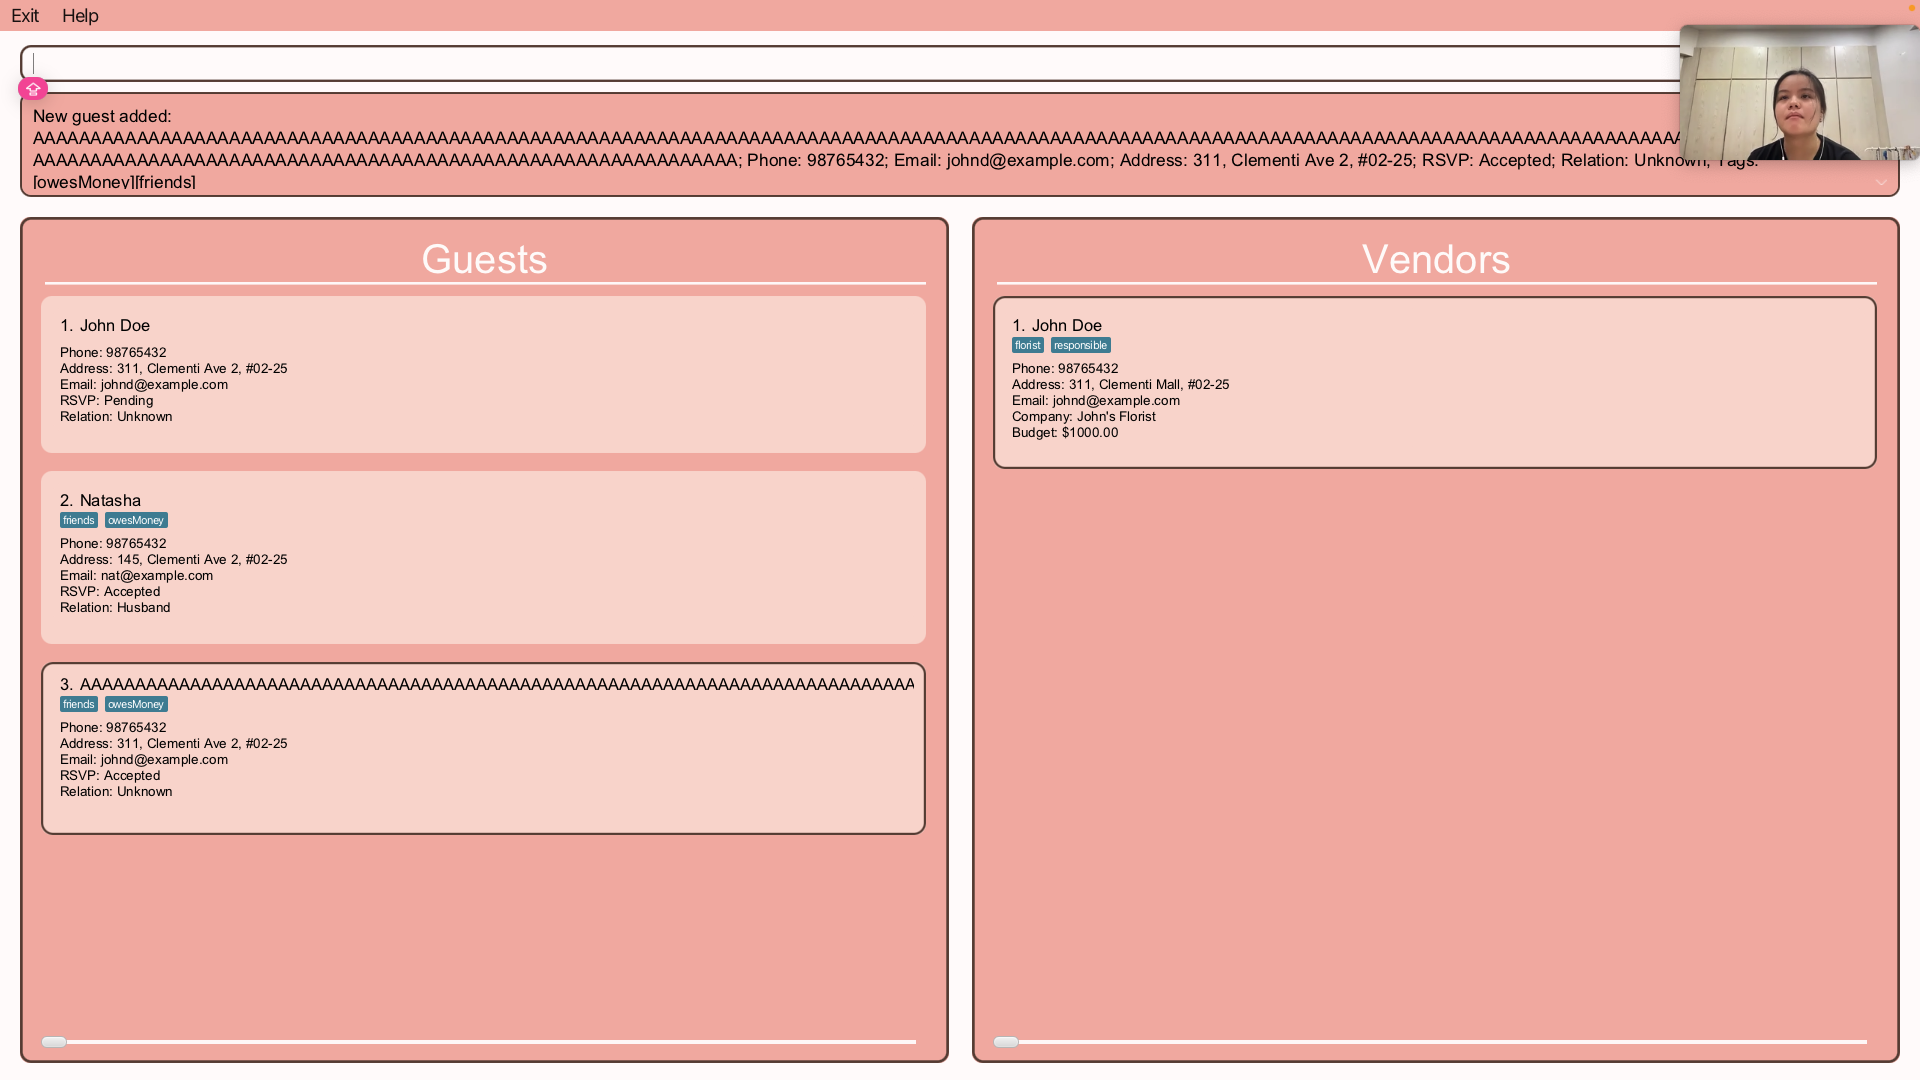 Exit Help
New guest added:
[owesMoney][friends]
Guests
1. John Doe
Phone: 98765432
Address: 311, Clementi Ave 2, #02-25
Email: johnd@example.com
RSVP: Pending
Relation: Unknown
2. Natasha
friends owesMoney
Phone: 98765432
Address: 145, Clementi Ave 2, #02-25
Email: nat@example.com
RSVP: Accepted
Relation: Husband
3.
friends owesMoney
Phone: 98765432
Address: 311, Clementi Ave 2, #02-25
Email: johnd@example.com
RSVP: Accepted
Relation: Unknown
; Phone: 98765432; Email: johnd@example.com; Address: 311, Clementi Ave 2, #02-25; RSVP: Accepted; Relation: Unknown; Tags:
Vendors
1. John Doe
florist responsible
Phone: 98765432
Address: 311, Clementi Mall, #02-25
Email: johnd@example.com
Company: John's Florist
Budget: $1000.00